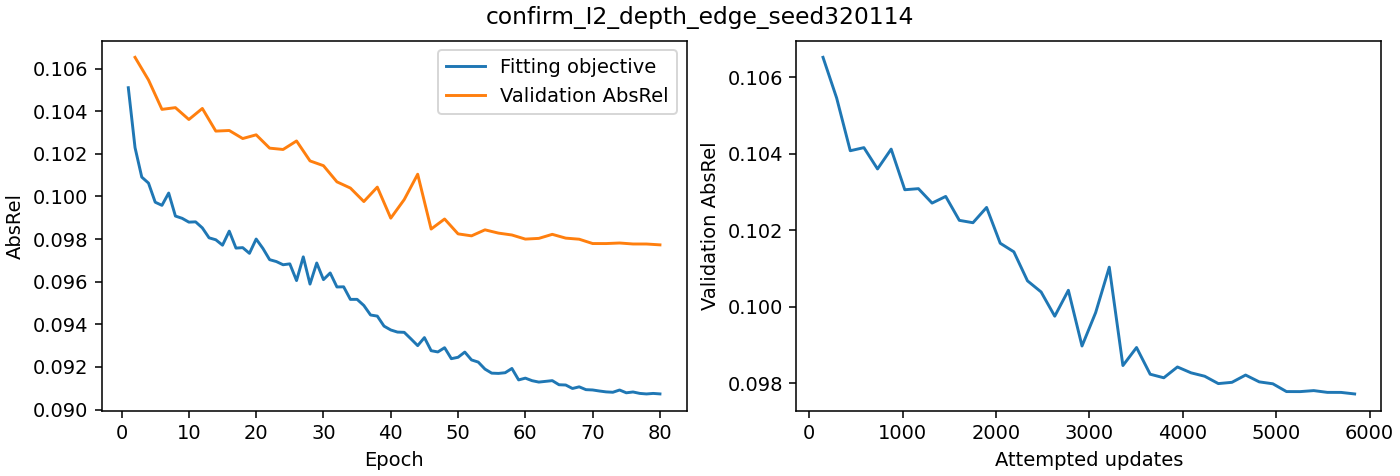 confirm_l2_depth_edge_seed320114
AbsRel
0.106
0.104
0.102
0.100
0.098
0.096
0.094
0.092
0.090
Fitting objective
Validation AbsRel
0 10 20 30 40 50 60 70 80
Epoch
Validation AbsRel
0.106
0.104
0.102
0.100
0.098
0 1000 2000 3000 4000 5000 6000
Attempted updates